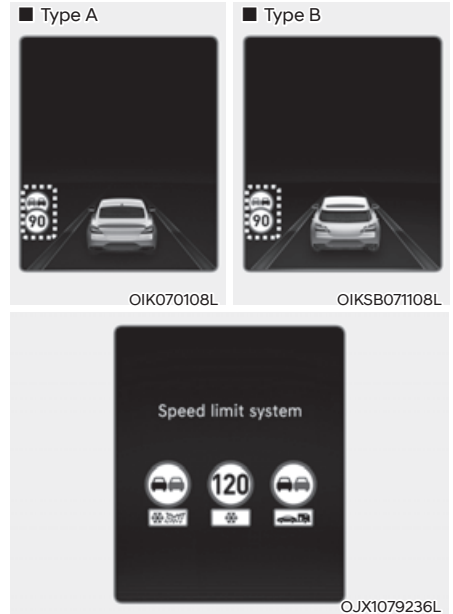 ■ Type A
■ Type B
90
90
OIK070108L
OIKSB071108L
Speed limit system
120
OJX1079236L